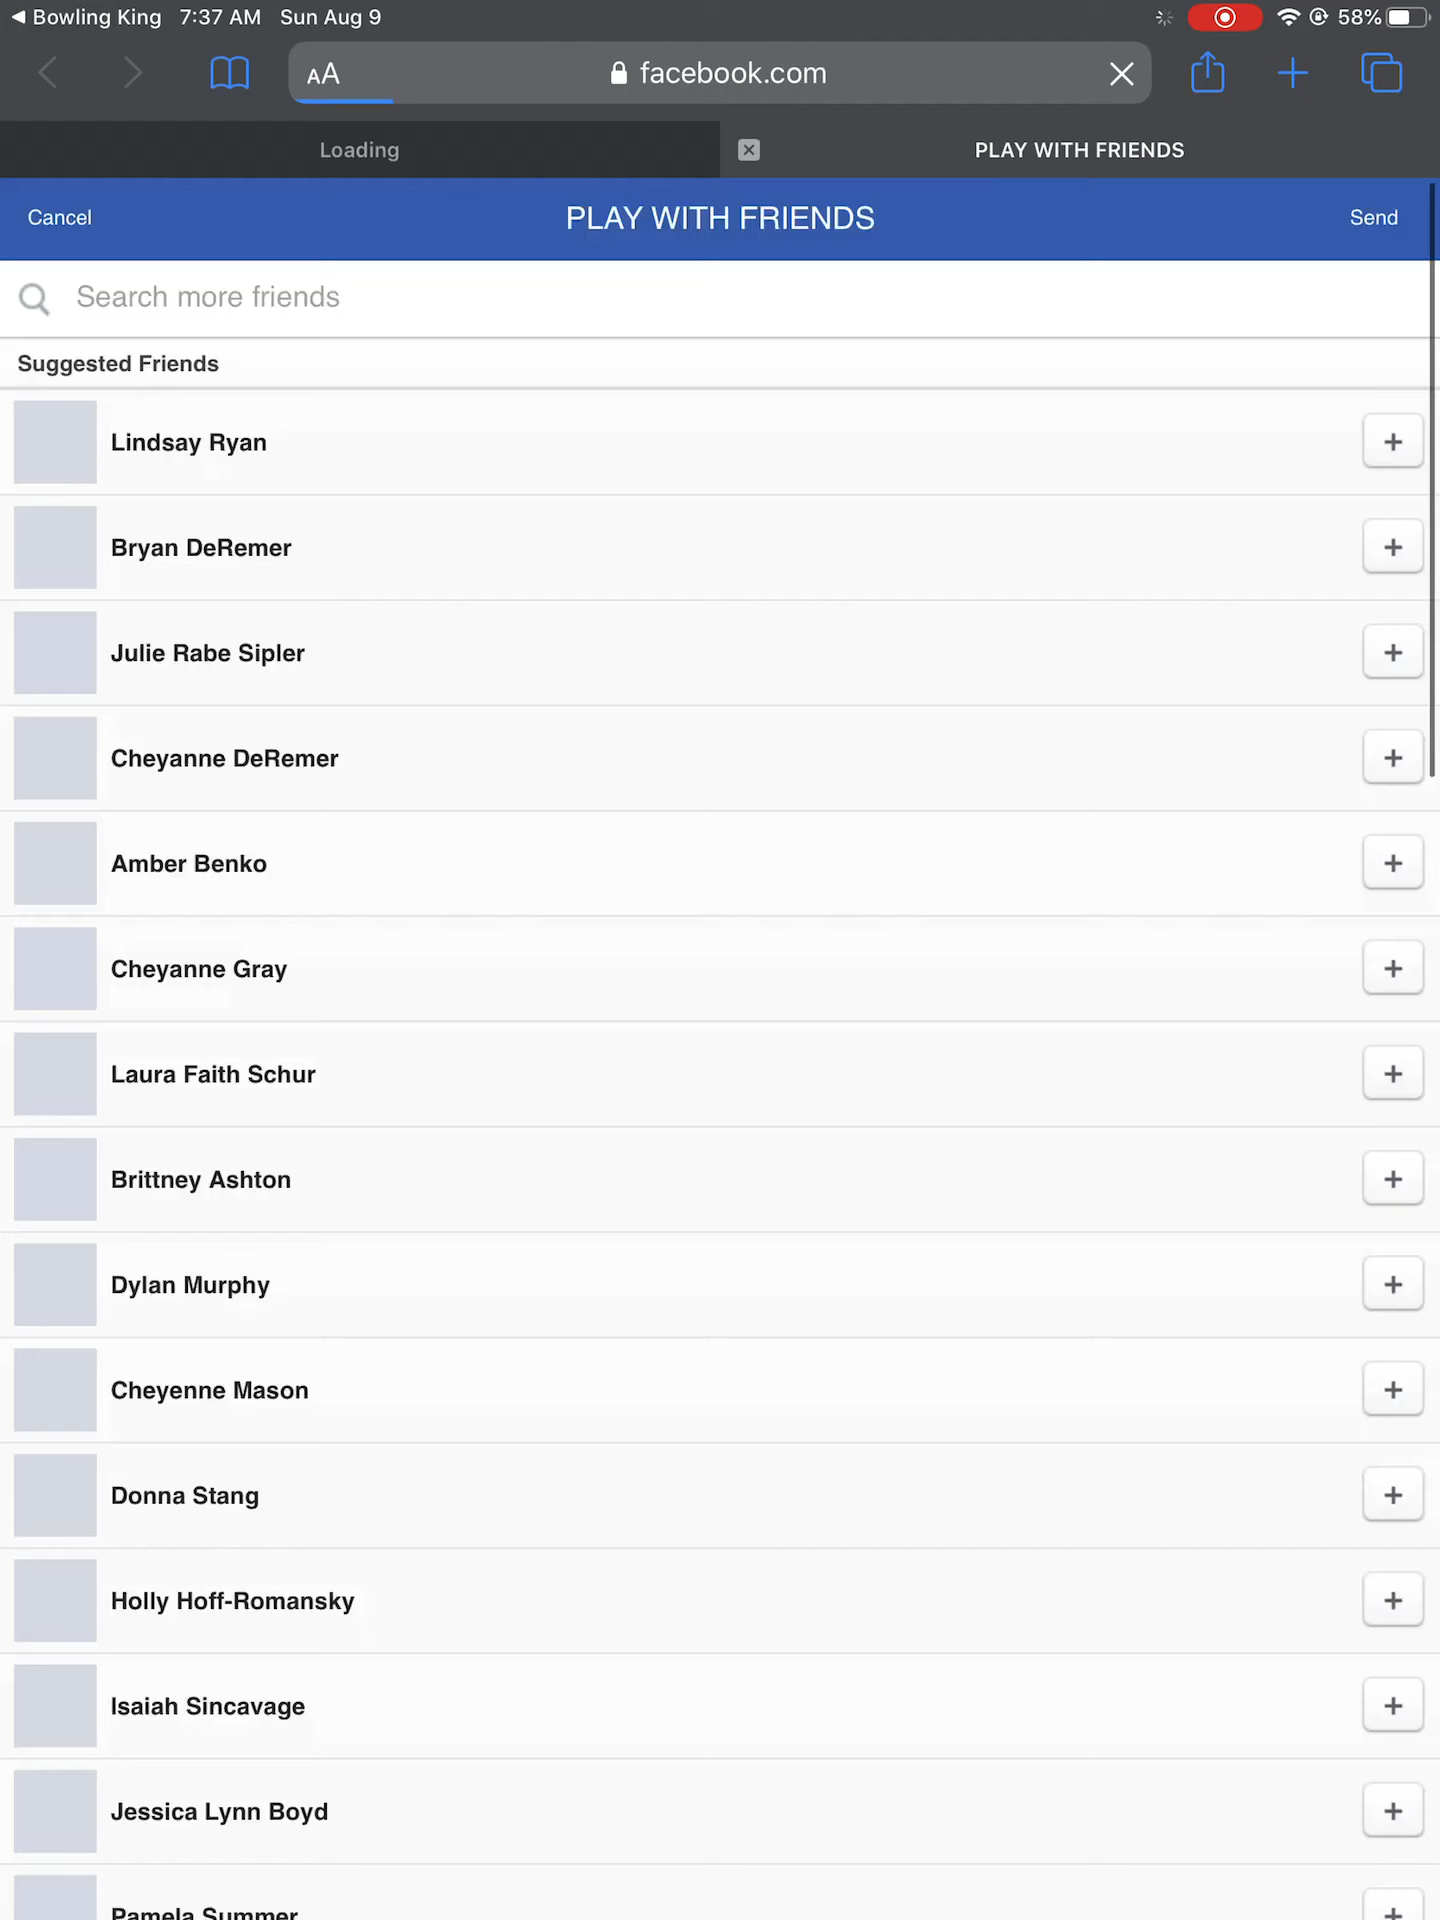 Bowling King 7:37 AM Sun Aug 9 58%
AA facebook.com
Loading PLAY WITH FRIENDS
Cancel PLAY WITH FRIENDS Send
Search more friends
Suggested Friends
Lindsay Ryan +
Bryan DeRemer +
Julie Rabe Sipler +
Cheyanne DeRemer +
Amber Benko +
Cheyanne Gray +
Laura Faith Schur +
Brittney Ashton +
Dylan Murphy +
Cheyenne Mason +
Donna Stang +
Holly Hoff-Romansky +
Isaiah Sincavage +
Jessica Lynn Boyd +
Pamela Summer +